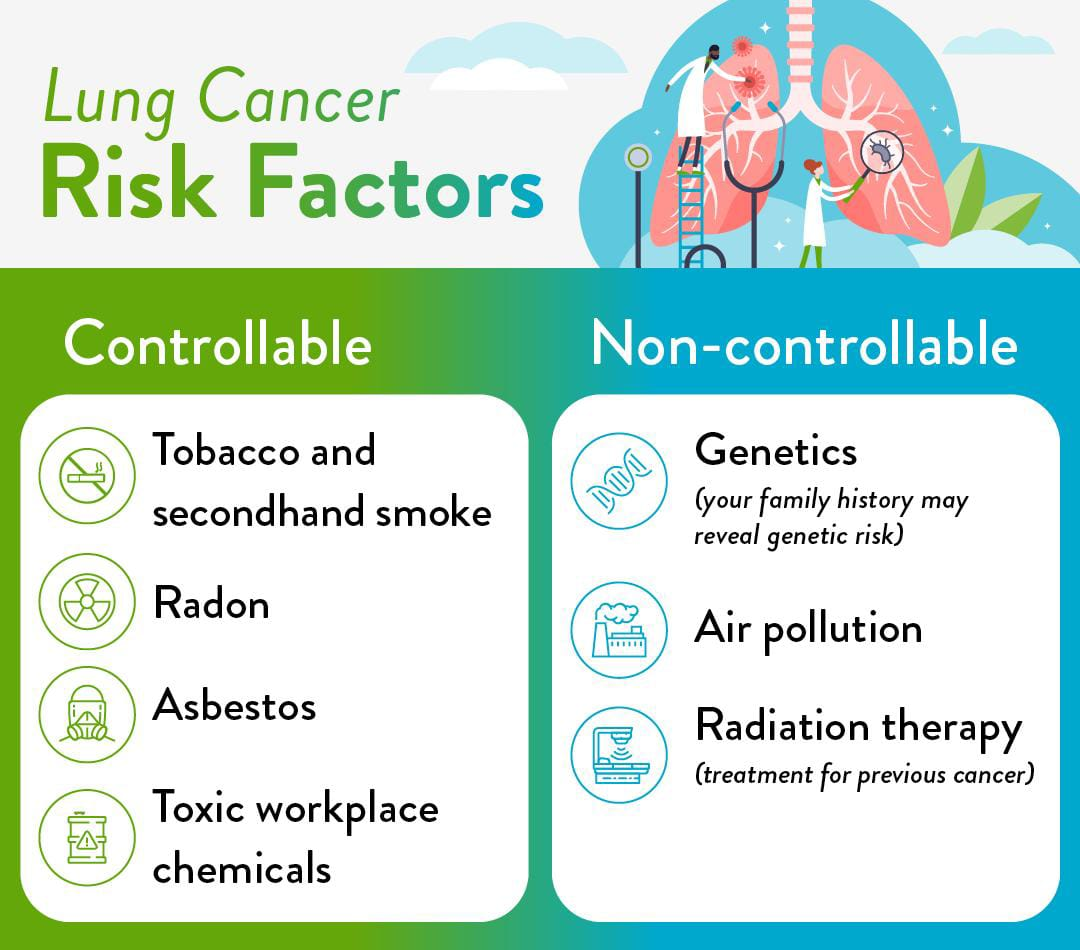 Lung Cancer
Risk Factors
Controllable
Tobacco and
secondhand smoke
Radon
Asbestos
Toxic workplace
chemicals
Non-controllable
Genetics
(your family history may
reveal genetic risk)
Air pollution
Radiation therapy
(treatment for previous cancer)